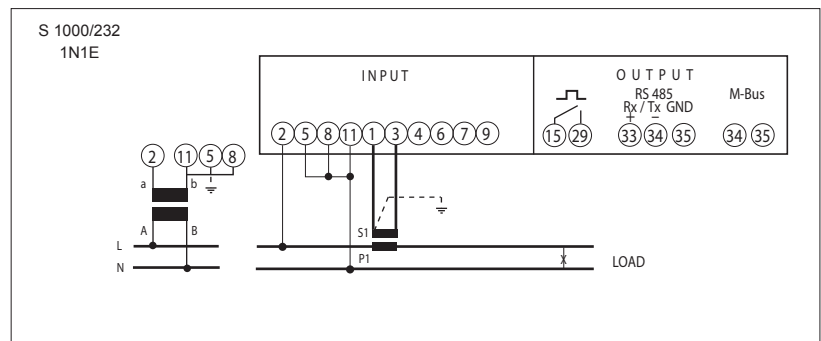 S 1000/232
1N1E
INPUT
OUTPUT
RS 485
Rx / Tx GND
+ −
M-Bus
2 5 8 11 1 3 4 6 7 9
15 29 33 34 35 34 35
2 11 5 8
a b
A B
S1
L
P1
N
X
LOAD